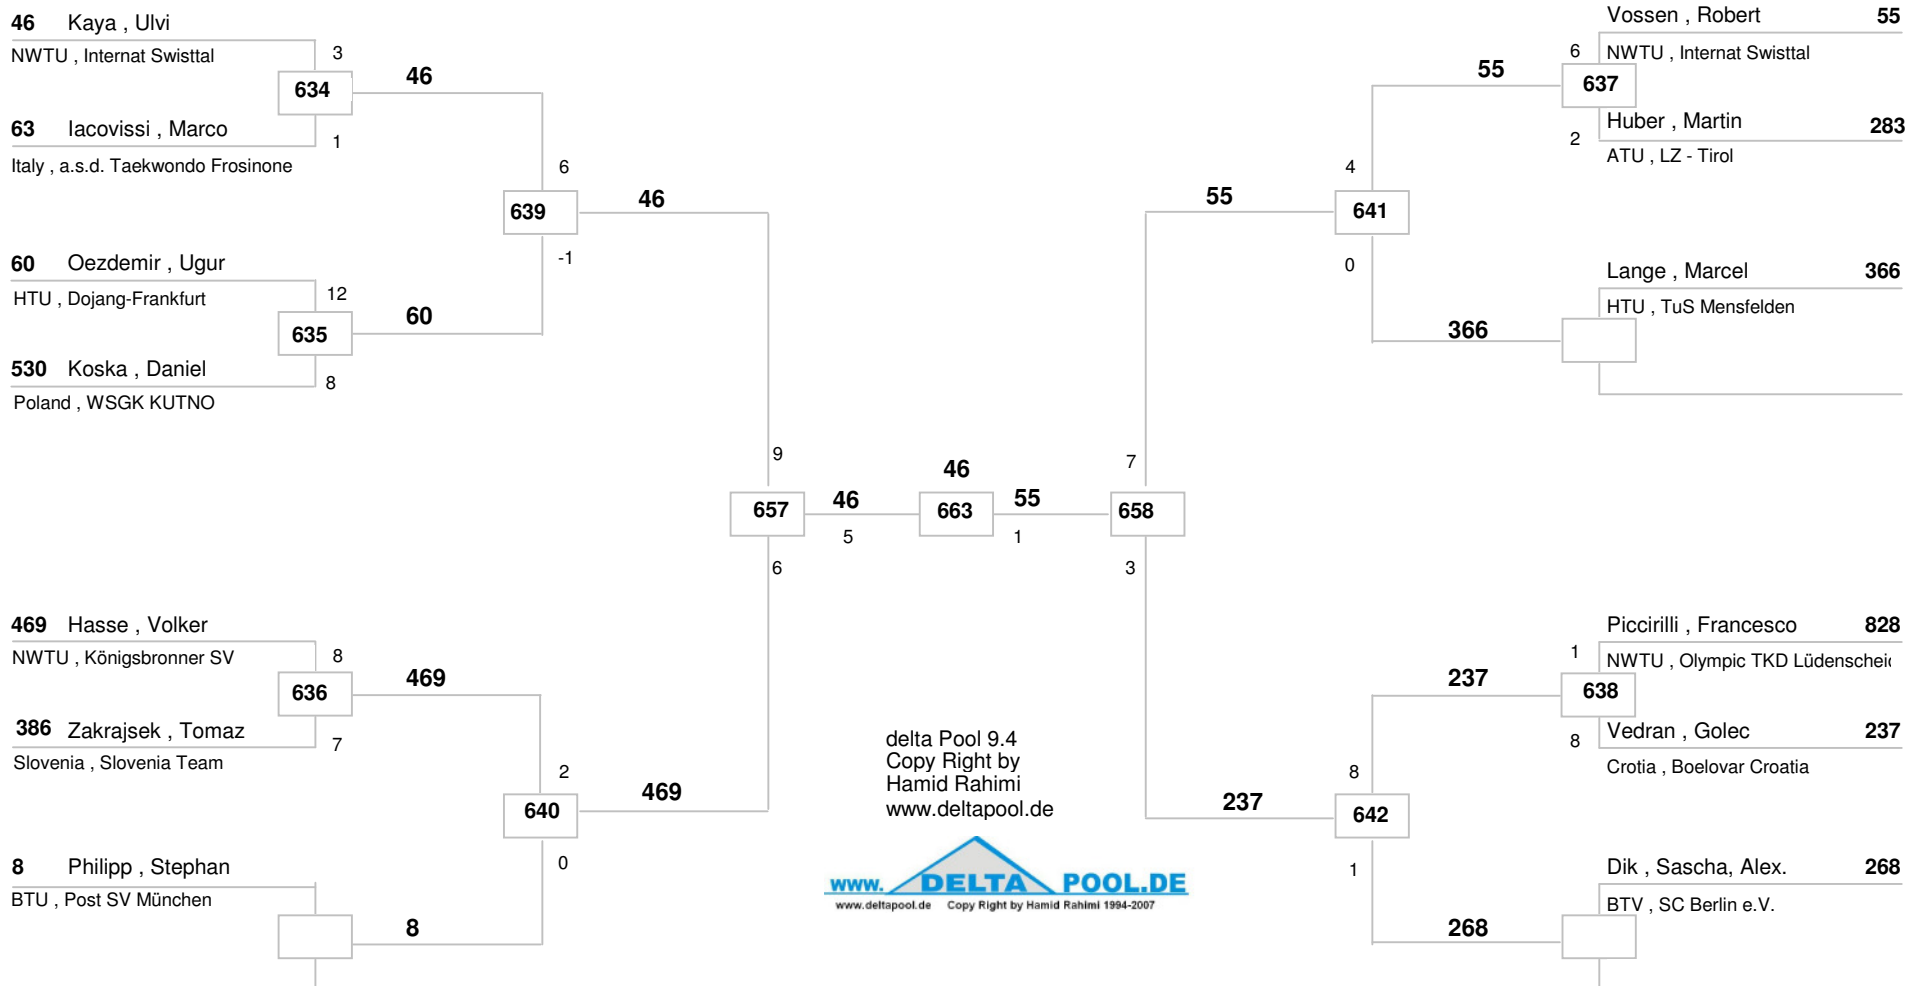 46 Kaya , Ulvi
NWTU , Internat Swisttal
3
634
46
63 Iacovissi , Marco
1
Italy , a.s.d. Taekwondo Frosinone
6
639
46
-1
60 Oezdemir , Ugur
HTU , Dojang-Frankfurt
12
635
60
530 Koska , Daniel
8
Poland , WSGK KUTNO
9
657
46
5
6
469 Hasse , Volker
NWTU , Königsbronner SV
8
636
469
386 Zakrajsek , Tomaz
7
Slovenia , Slovenia Team
2
640
469
0
8 Philipp , Stephan
BTU , Post SV München
8
46
663
55
1
7
658
3
Vossen , Robert 55
6
NWTU , Internat Swisttal
55
637
Huber , Martin 283
2
ATU , LZ - Tirol
4
55
641
0
Lange , Marcel 366
HTU , TuS Mensfelden
366
Piccirilli , Francesco 828
1
NWTU , Olympic TKD Lüdenscheid
237
638
Vedran , Golec 237
8
Crotia , Boelovar Croatia
8
237
642
1
Dik , Sascha, Alex. 268
BTV , SC Berlin e.V.
268
delta Pool 9.4
Copy Right by
Hamid Rahimi
www.deltapool.de
WWW. DELTA POOL.DE
www.deltapool.de Copy Right by Hamid Rahimi 1994-2007